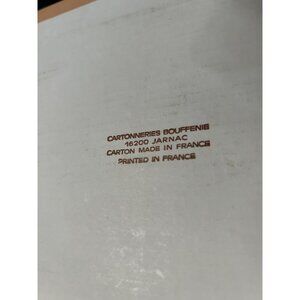 CARTONNERIES BOUFFENIE
16200 JARNAC
CARTON MADE IN FRANCE
PRINTED IN FRANCE